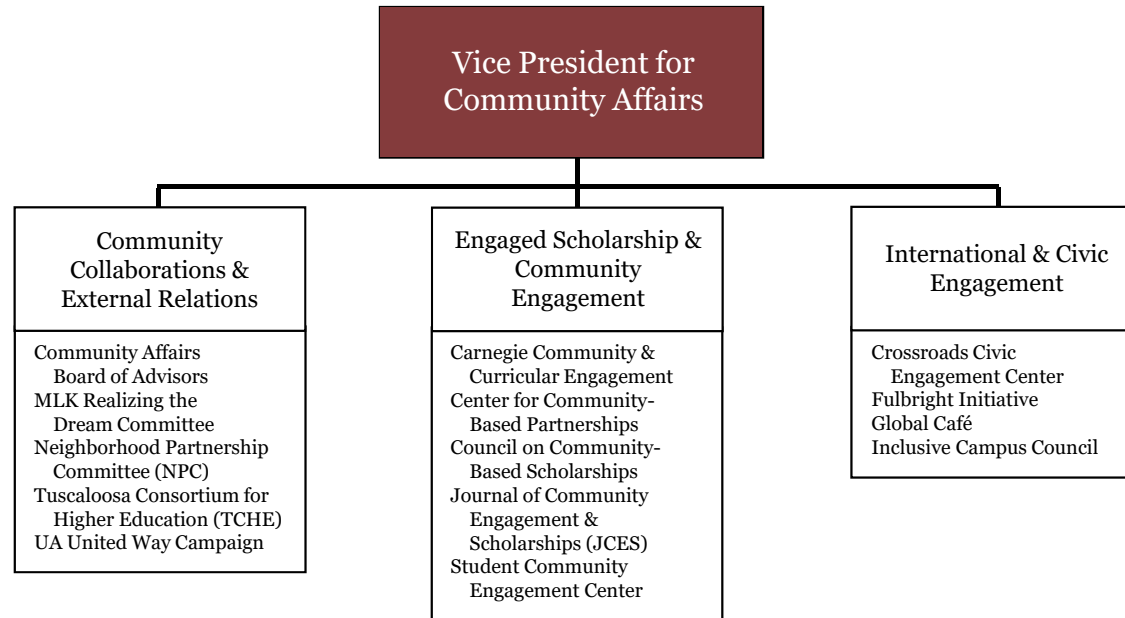 Vice President for
Community Affairs
Community
Collaborations &
External Relations
Community Affairs
Board of Advisors
MLK Realizing the
Dream Committee
Neighborhood Partnership
Committee (NPC)
Tuscaloosa Consortium for
Higher Education (TCHE)
UA United Way Campaign
Engaged Scholarship &
Community
Engagement
Carnegie Community &
Curricular Engagement
Center for Community-
Based Partnerships
Council on Community-
Based Scholarships
Journal of Community
Engagement &
Scholarships (JCES)
Student Community
Engagement Center
International & Civic
Engagement
Crossroads Civic
Engagement Center
Fulbright Initiative
Global Café
Inclusive Campus Council